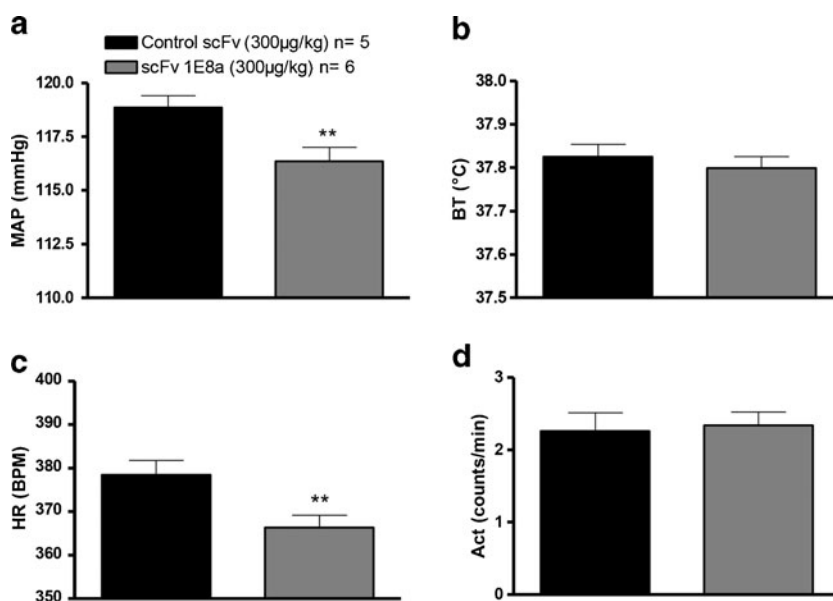 a
Control scFv (300µg/kg) n= 5
scFv 1E8a (300µg/kg) n= 6
120.0
117.5
115.0
112.5
110.0
MAP (mmHg)
**
b
38.0
37.9
37.8
37.7
37.6
37.5
BT (°C)
c
400
390
380
370
360
350
HR (BPM)
**
d
3
2
1
0
Act (counts/min)